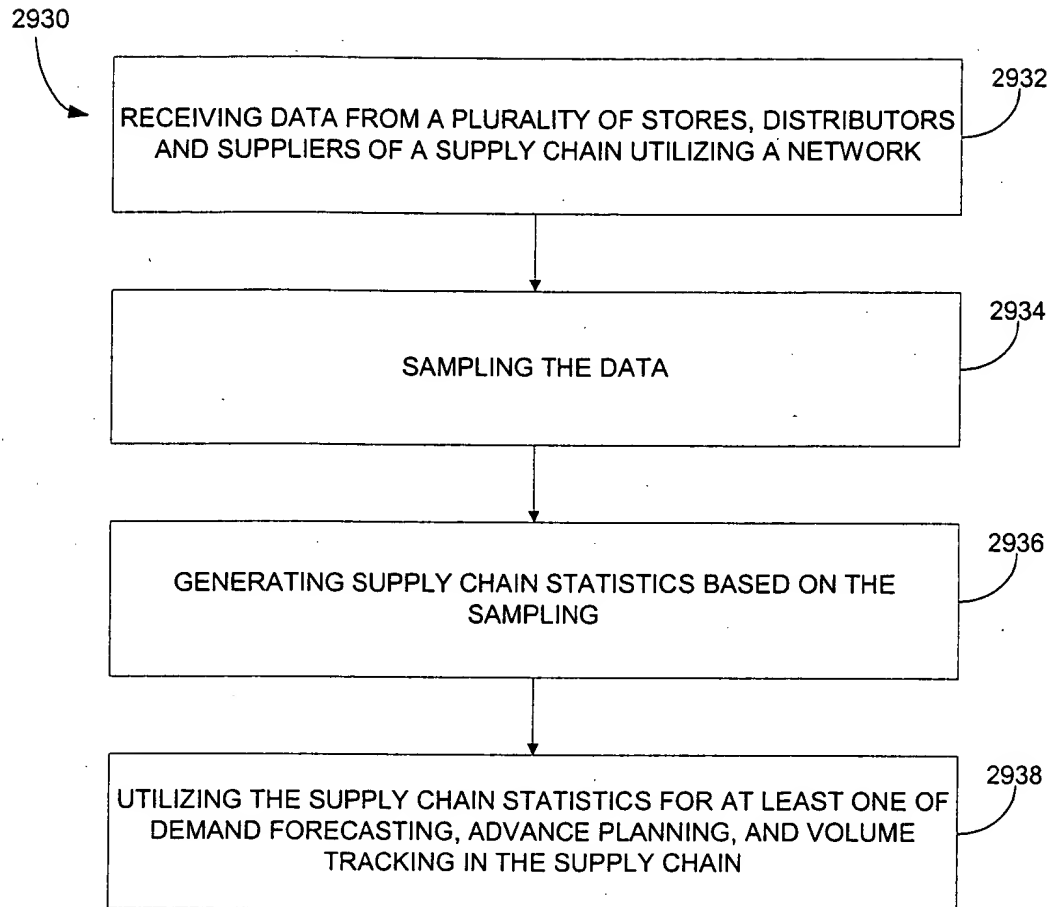 2930
2932
RECEIVING DATA FROM A PLURALITY OF STORES, DISTRIBUTORS
AND SUPPLIERS OF A SUPPLY CHAIN UTILIZING A NETWORK
2934
SAMPLING THE DATA
2936
GENERATING SUPPLY CHAIN STATISTICS BASED ON THE
SAMPLING
2938
UTILIZING THE SUPPLY CHAIN STATISTICS FOR AT LEAST ONE OF
DEMAND FORECASTING, ADVANCE PLANNING, AND VOLUME
TRACKING IN THE SUPPLY CHAIN